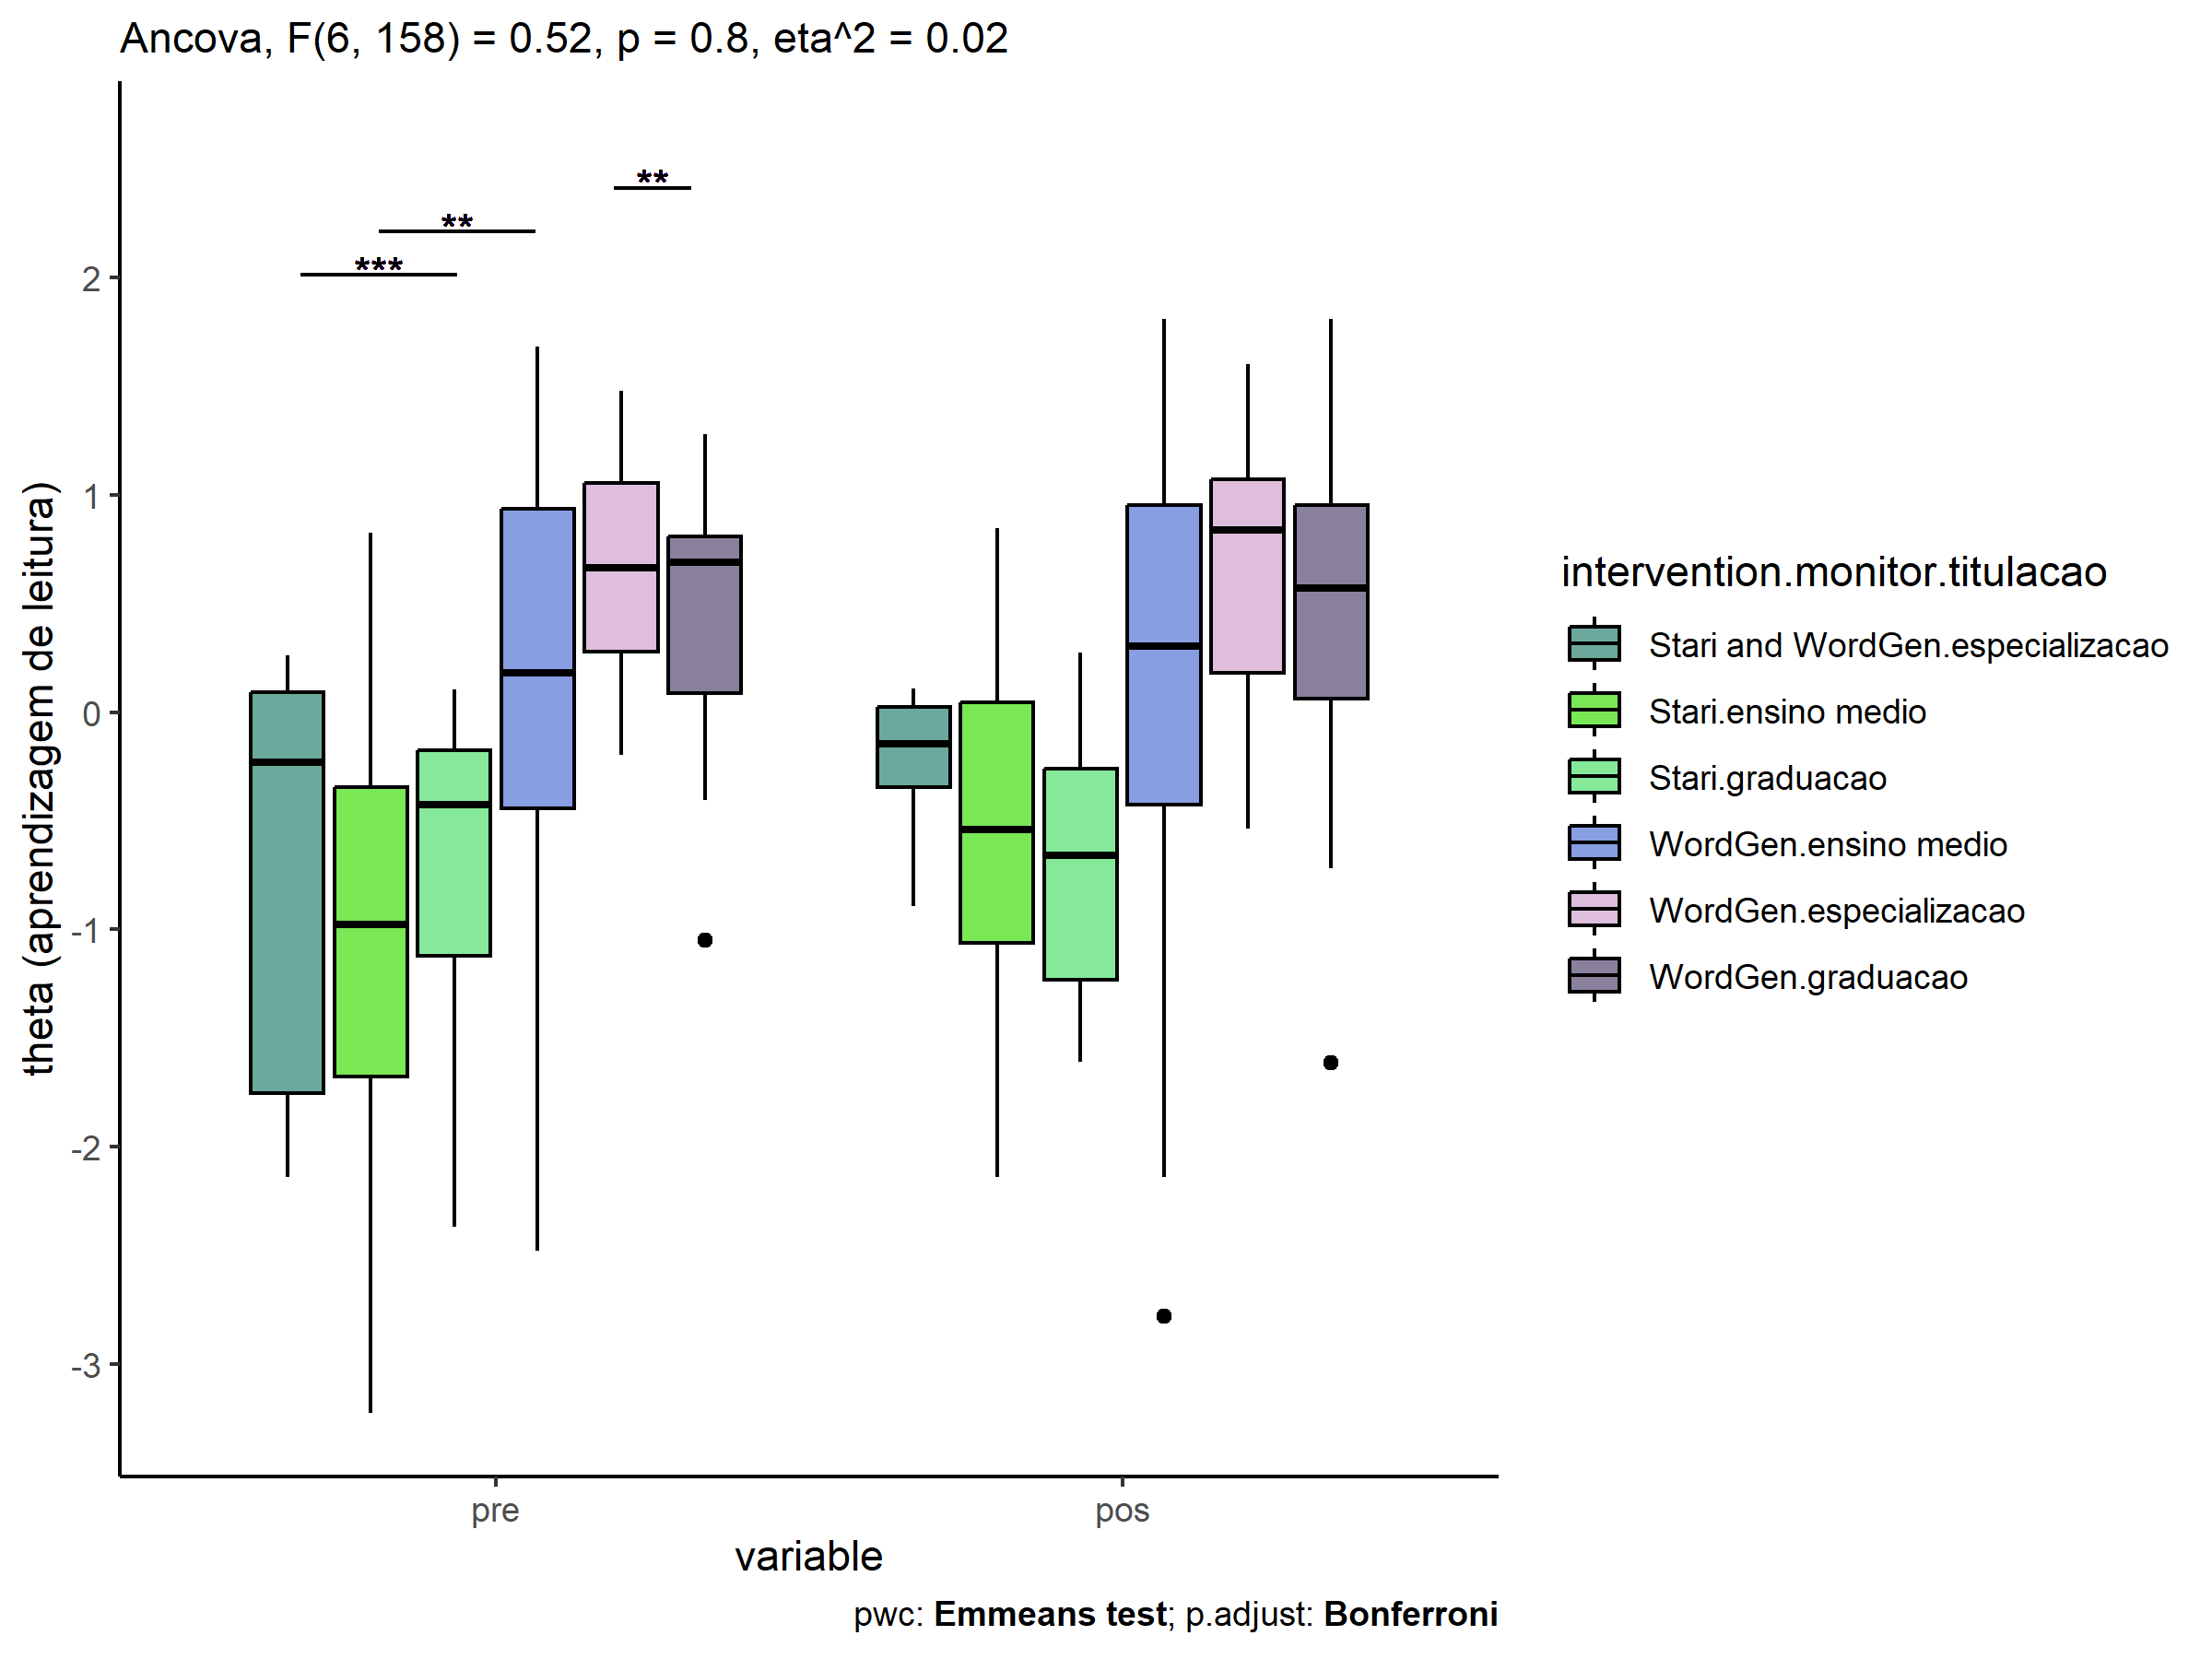 Ancova, F(6, 158) = 0.52, p = 0.8, eta^2 = 0.02
**
**
***
2
1
0
-1
-2
-3
theta (aprendizagem de leitura)
pre
pos
variable
intervention.monitor.titulacao
Stari and WordGen.especializacao
Stari.ensino medio
Stari.graduacao
WordGen.ensino medio
WordGen.especializacao
WordGen.graduacao
pwc: Emmeans test; p.adjust: Bonferroni